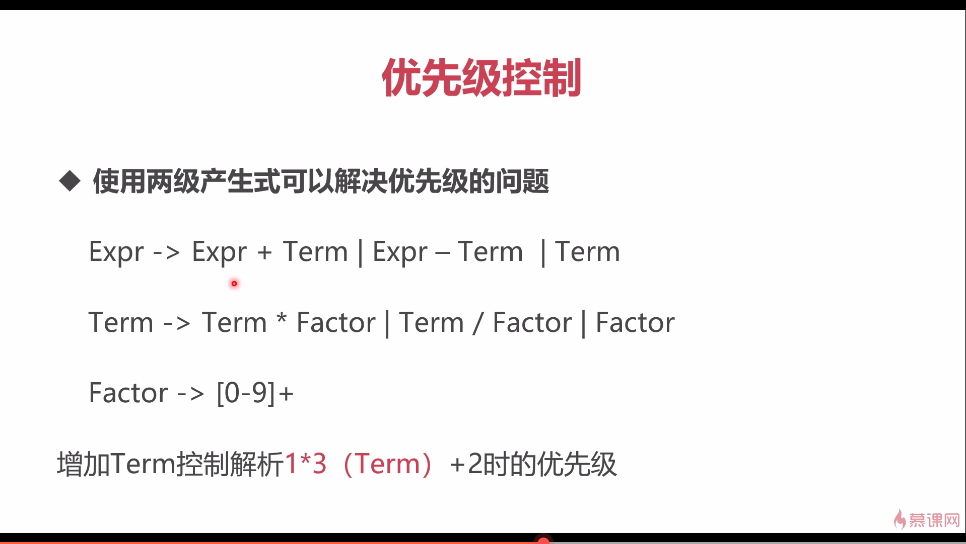 优先级控制
◆ 使用两级产生式可以解决优先级的问题
Expr -> Expr + Term | Expr – Term | Term
Term -> Term * Factor | Term / Factor | Factor
Factor -> [0-9]+
增加Term控制解析1*3（Term）+2时的优先级
慕课网